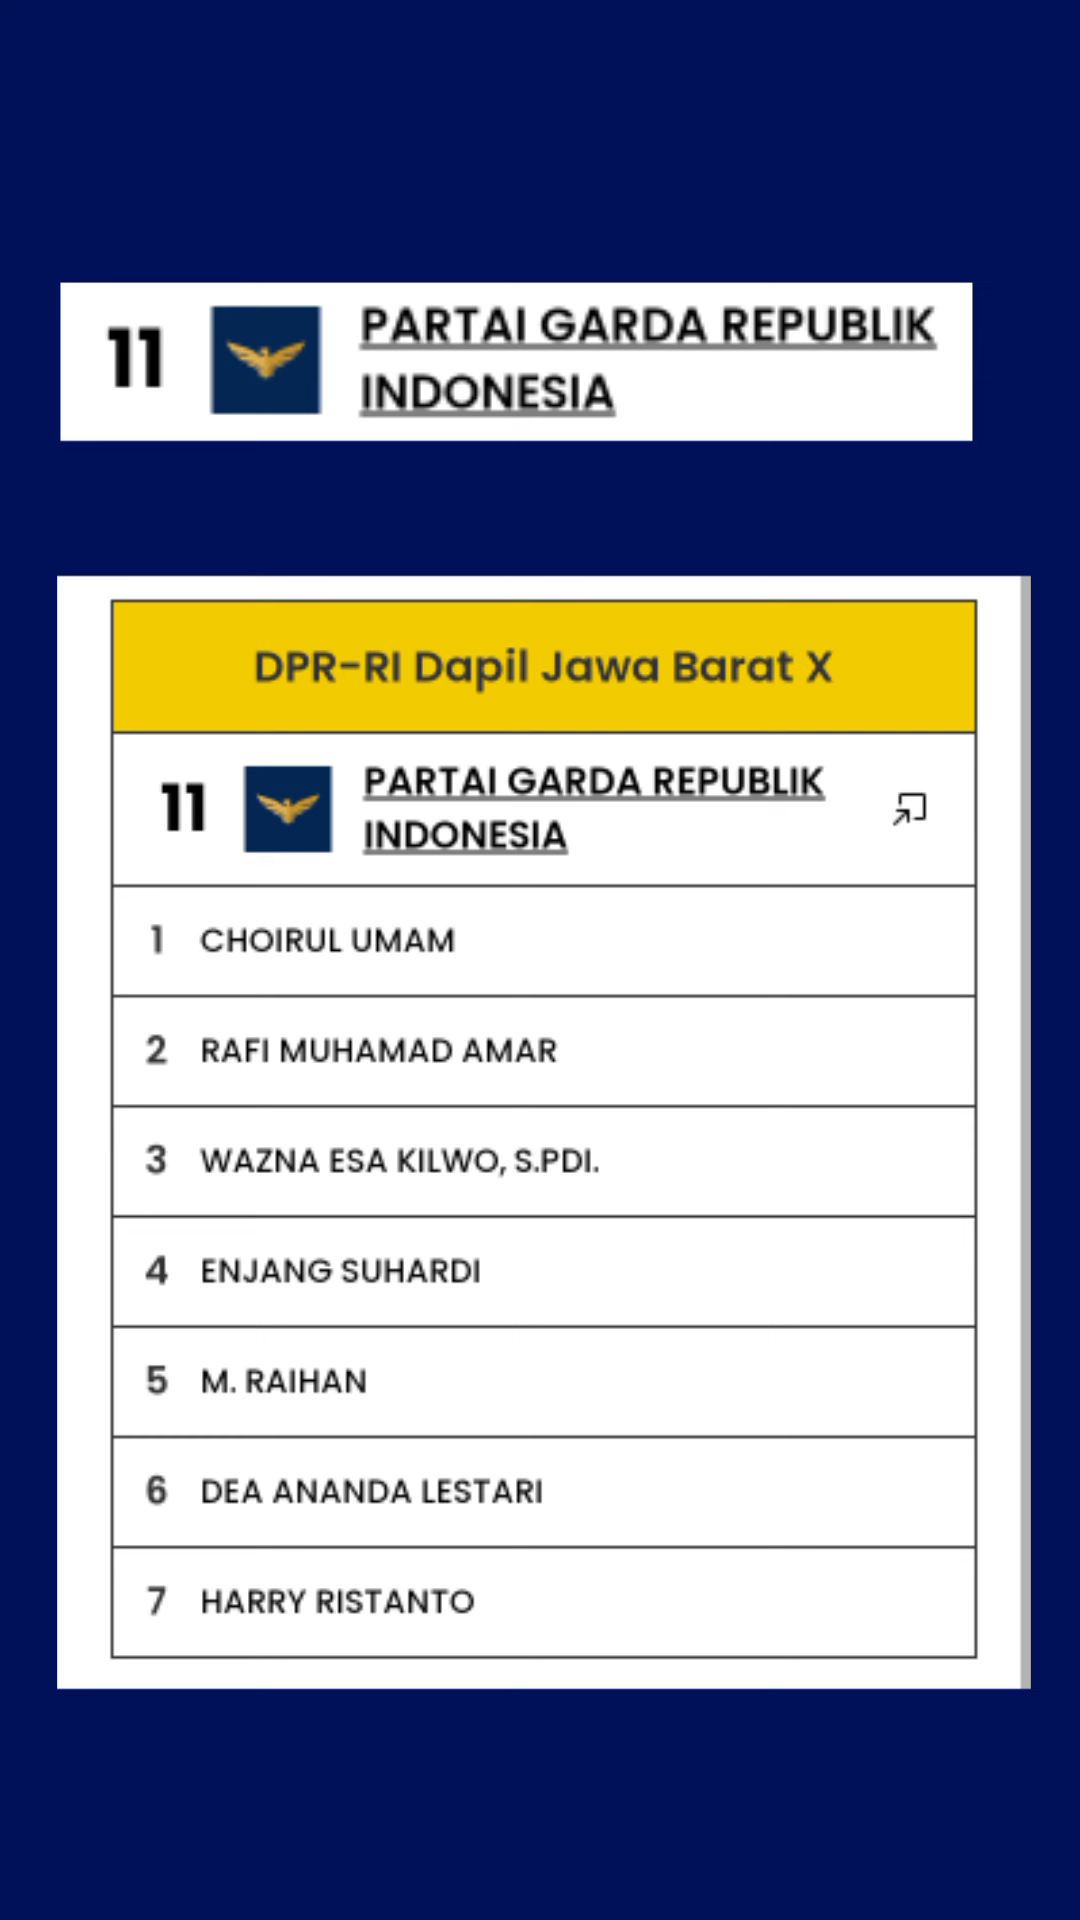 11
PARTAI GARDA REPUBLIK
INDONESIA
DPR-RI Dapil Jawa Barat X
11
PARTAI GARDA REPUBLIK
INDONESIA
1 CHOIRUL UMAM
2 RAFI MUHAMAD AMAR
3 WAZNA ESA KILWO, S.PDI.
4 ENJANG SUHARDI
5 M. RAIHAN
6 DEA ANANDA LESTARI
7 HARRY RISTANTO